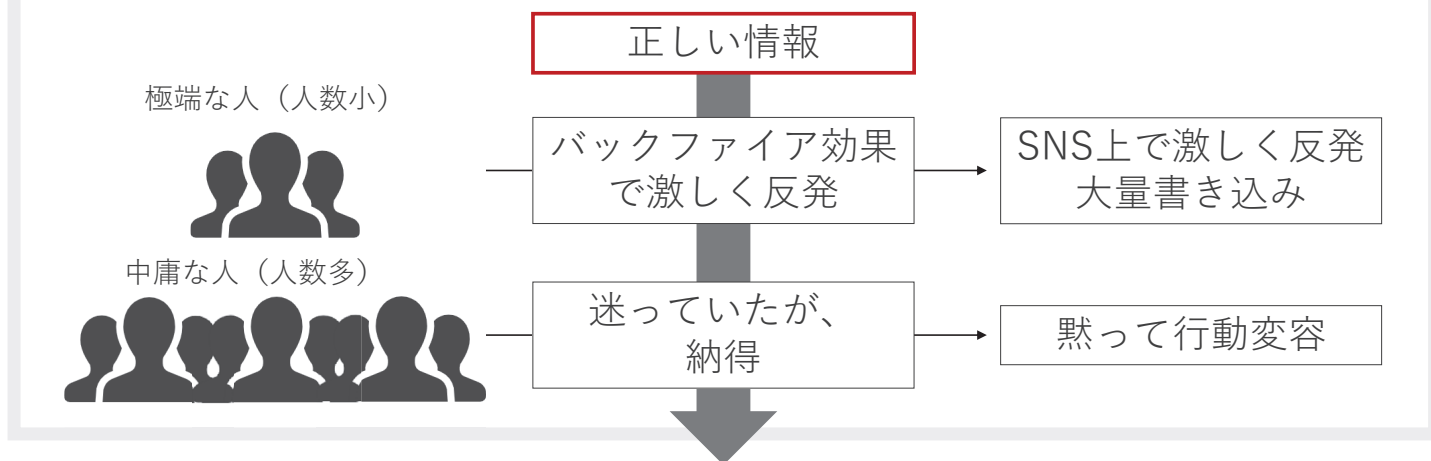 正しい情報
極端な人（人数小）
バックファイア効果
で激しく反発
SNS上で激しく反発
大量書き込み
中庸な人（人数多）
迷っていたが、
納得
黙って行動変容